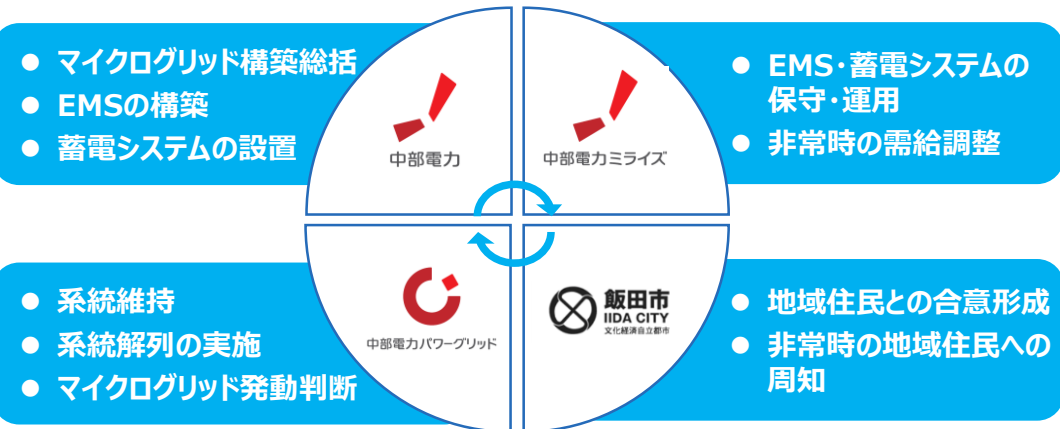 ● マイクログリッド構築総括
● EMSの構築
● 蓄電システムの設置
中部電力
中部電力ミライズ
● EMS・蓄電システムの
保守・運用
● 非常時の需給調整
● 系統維持
● 系統解列の実施
● マイクログリッド発動判断
中部電力パワーグリッド
飯田市
IIDA CITY
文化経済自立都市
● 地域住民との合意形成
● 非常時の地域住民への
周知